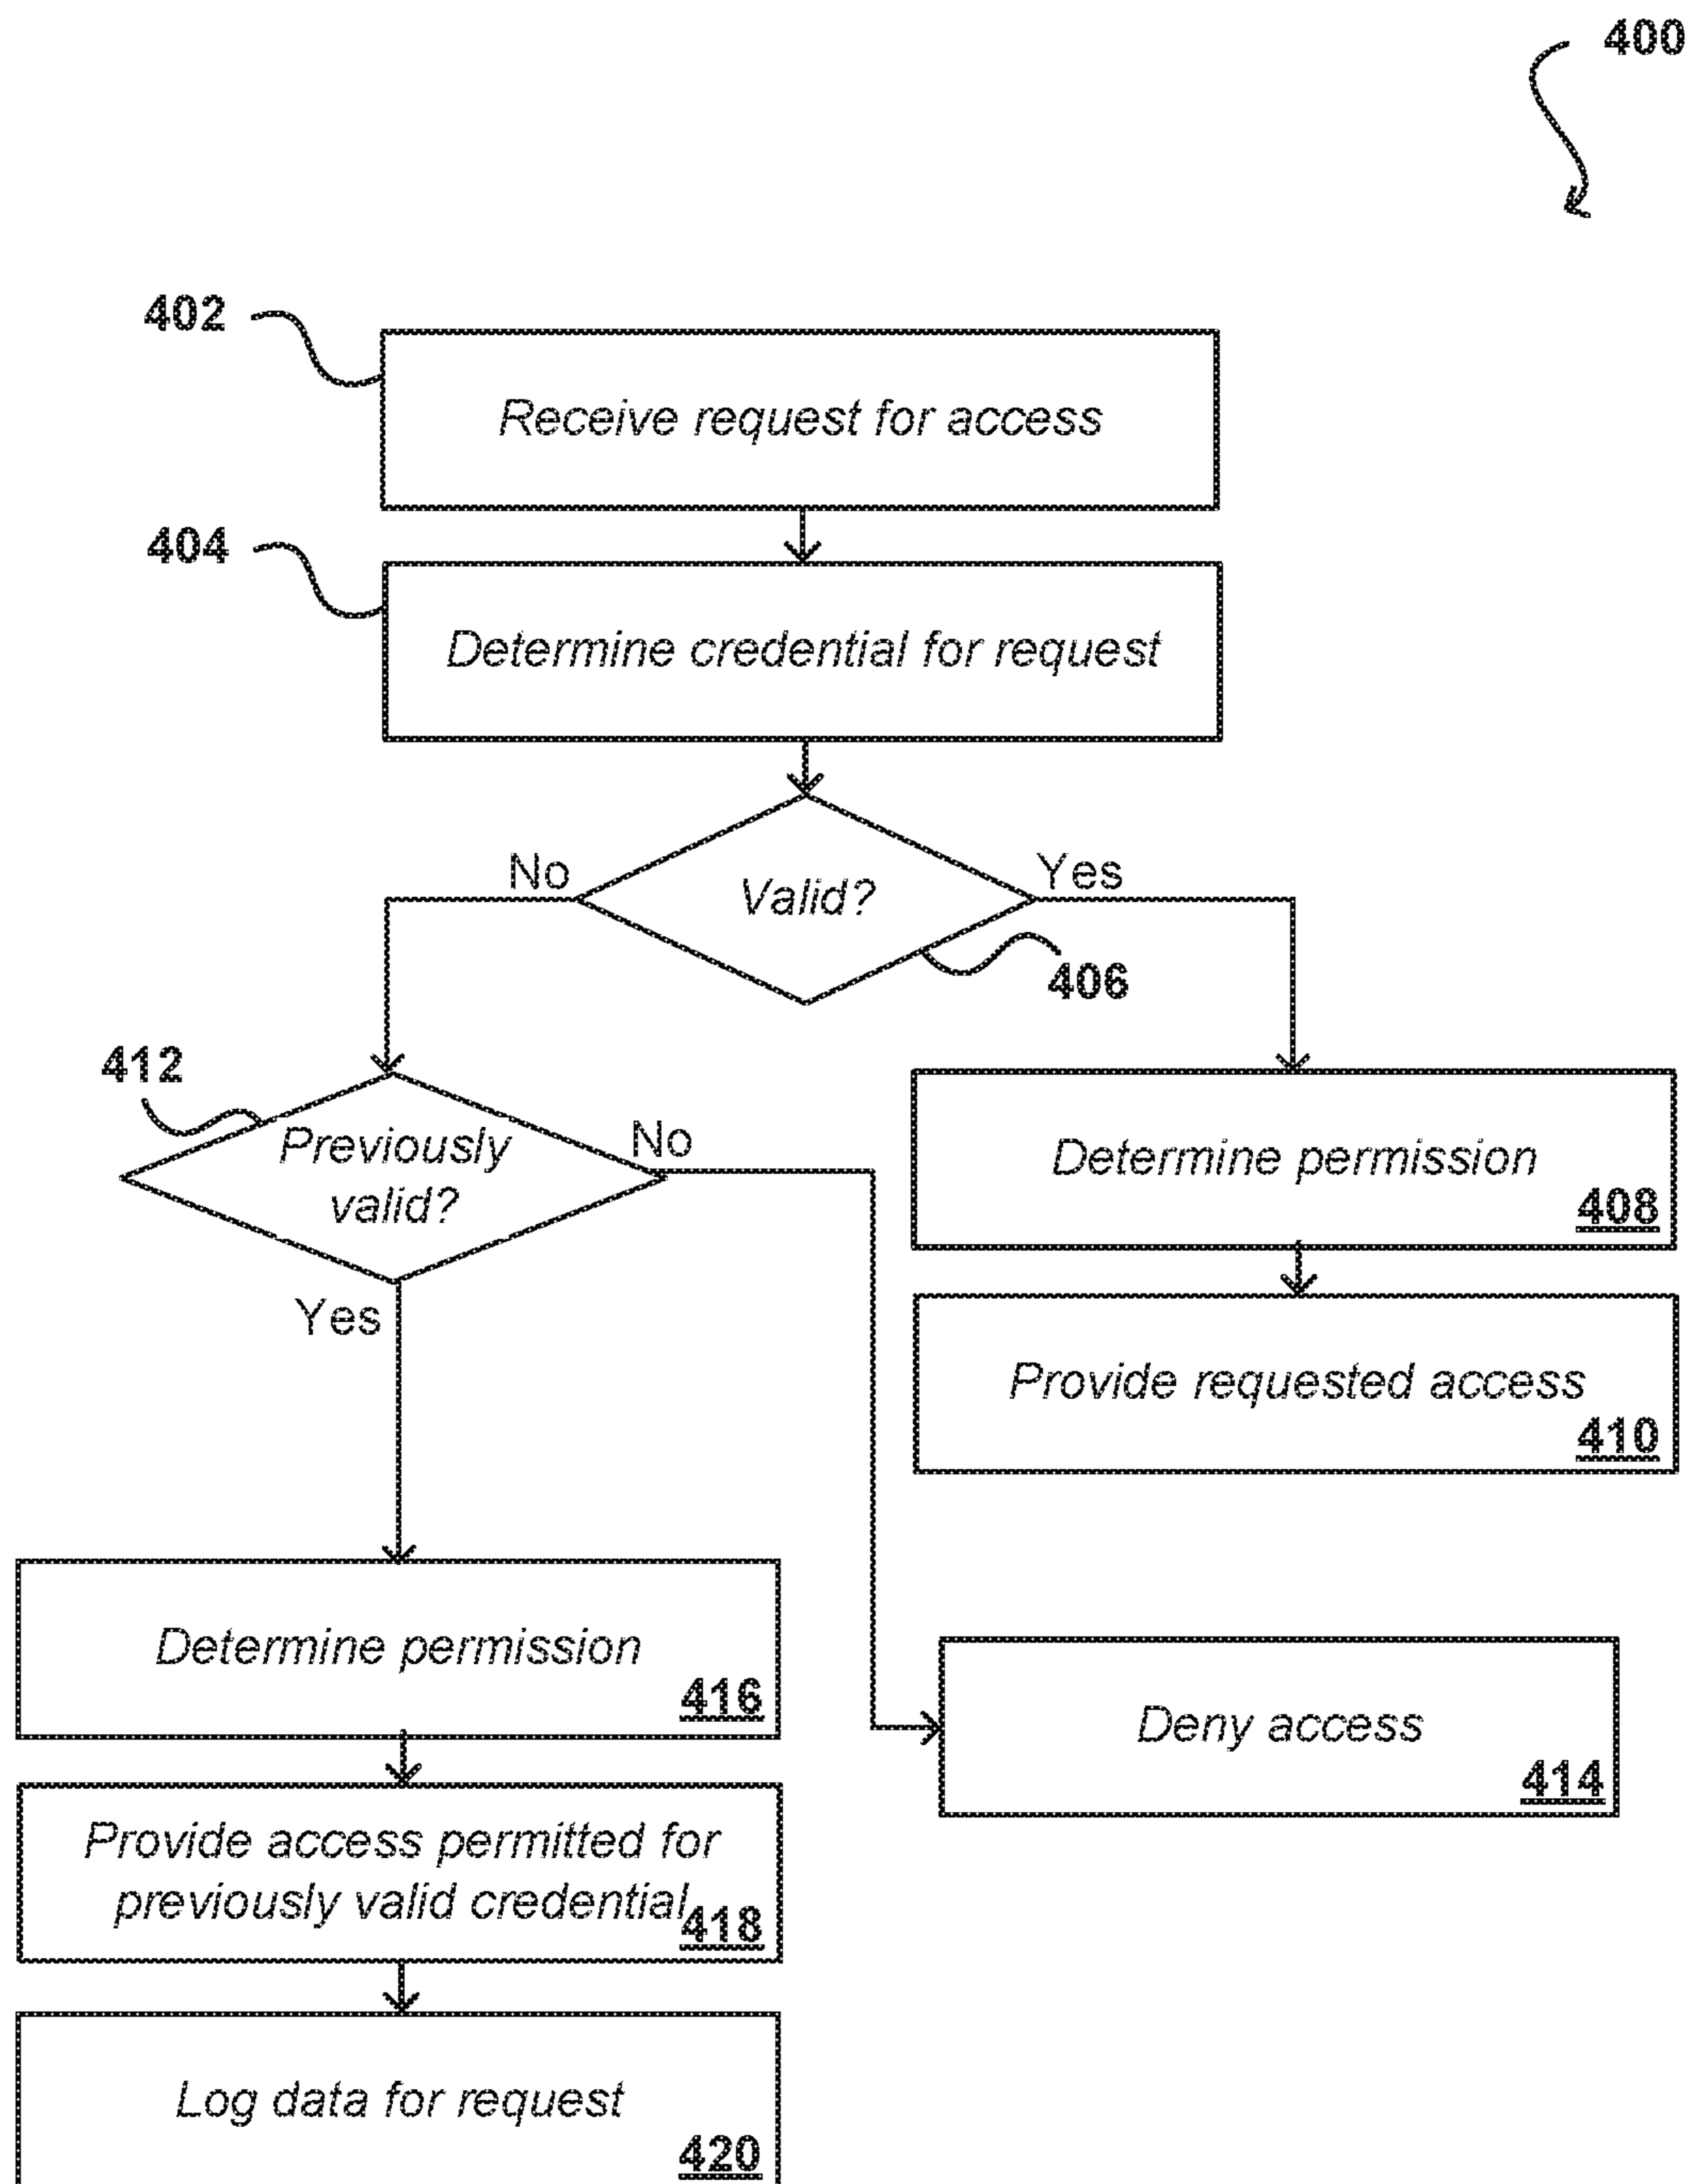 400
402
Receive request for access
404
Determine credential for request
No
Valid?
Yes
406
412
Previously
valid?
No
Yes
Determine permission
408
Provide requested access
410
Determine permission
416
Deny access
414
Provide access permitted for
previously valid credential
418
Log data for request
420